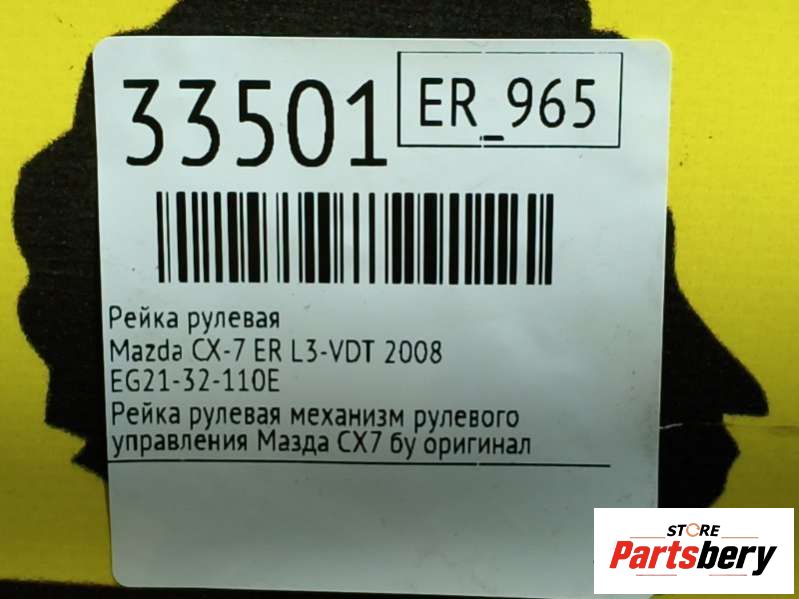 33501
ER_965
Рейка рулевая
Mazda CX-7 ER L3-VDT 2008
EG21-32-110E
Рейка рулевая механизм рулевого
управления Мазда СХ7 бу оригинал
STORE
Partsbery